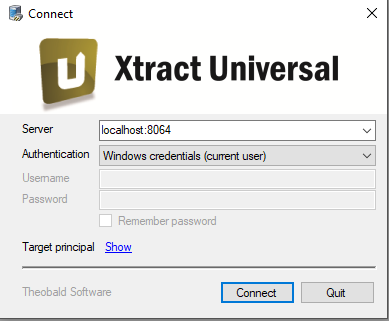 Connect
Xtract Universal
Server localhost:8064
Authentication Windows credentials (current user)
Username
Password
Remember password
Target principal Show
Theobald Software Connect Quit